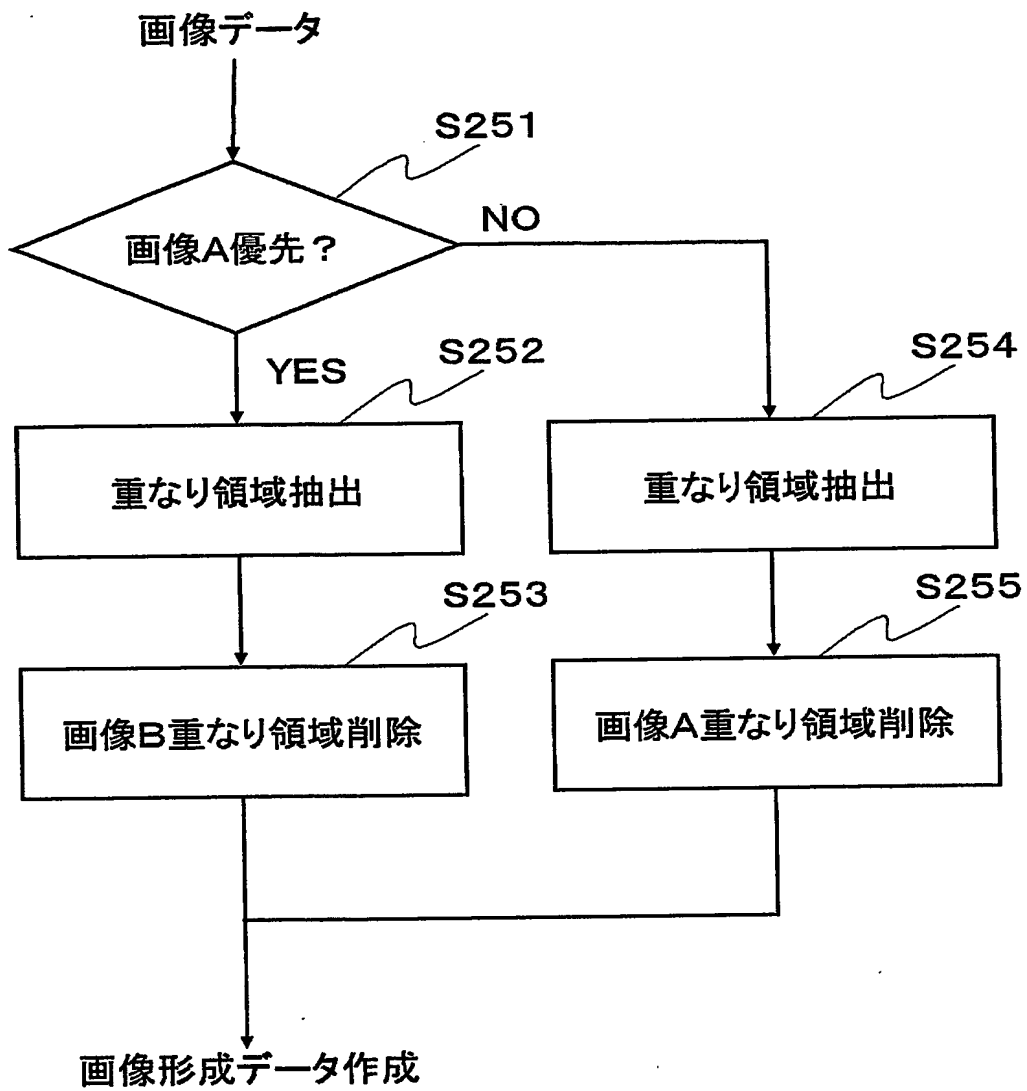 画像データ
S251
画像A優先？
NO
YES
S252
S254
重なり領域抽出
重なり領域抽出
S253
S255
画像B重なり領域削除
画像A重なり領域削除
画像形成データ作成